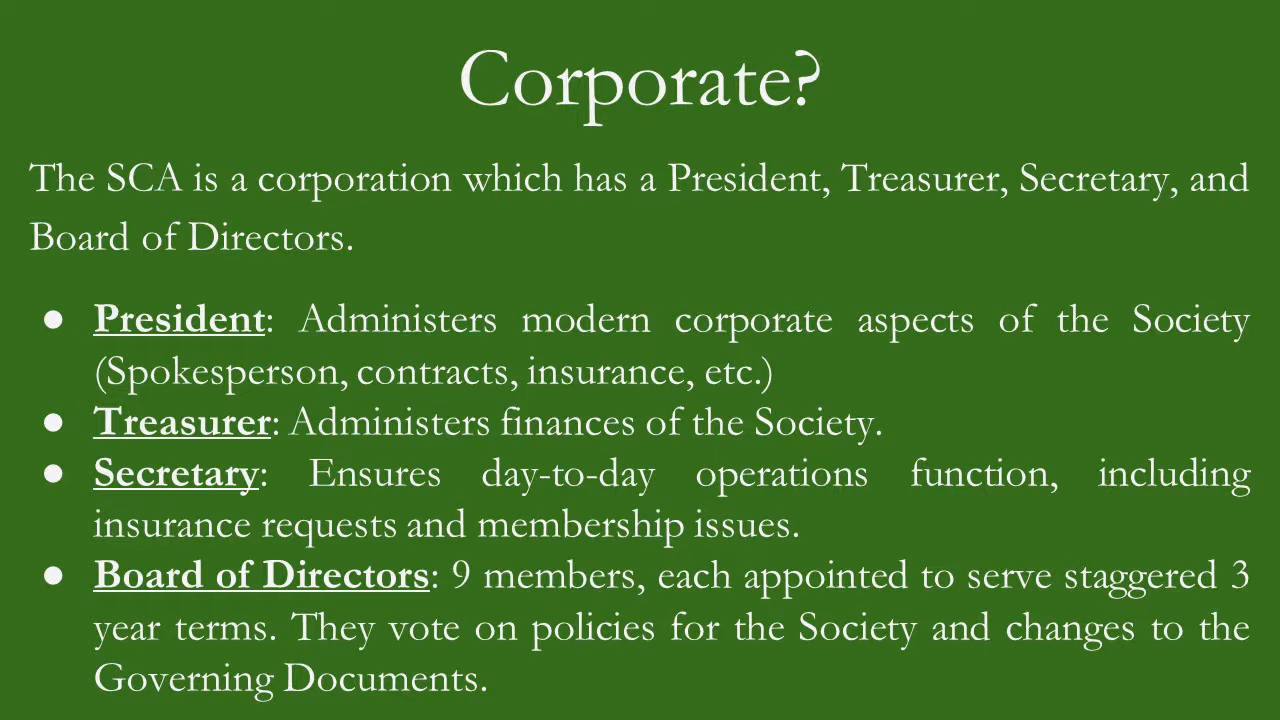 Corporate?
The SCA is a corporation which has a President, Treasurer, Secretary, and
Board of Directors.
● President: Administers modern corporate aspects of the Society
(Spokesperson, contracts, insurance, etc.)
● Treasurer: Administers finances of the Society.
● Secretary: Ensures day-to-day operations function, including
insurance requests and membership issues.
● Board of Directors: 9 members, each appointed to serve staggered 3
year terms. They vote on policies for the Society and changes to the
Governing Documents.